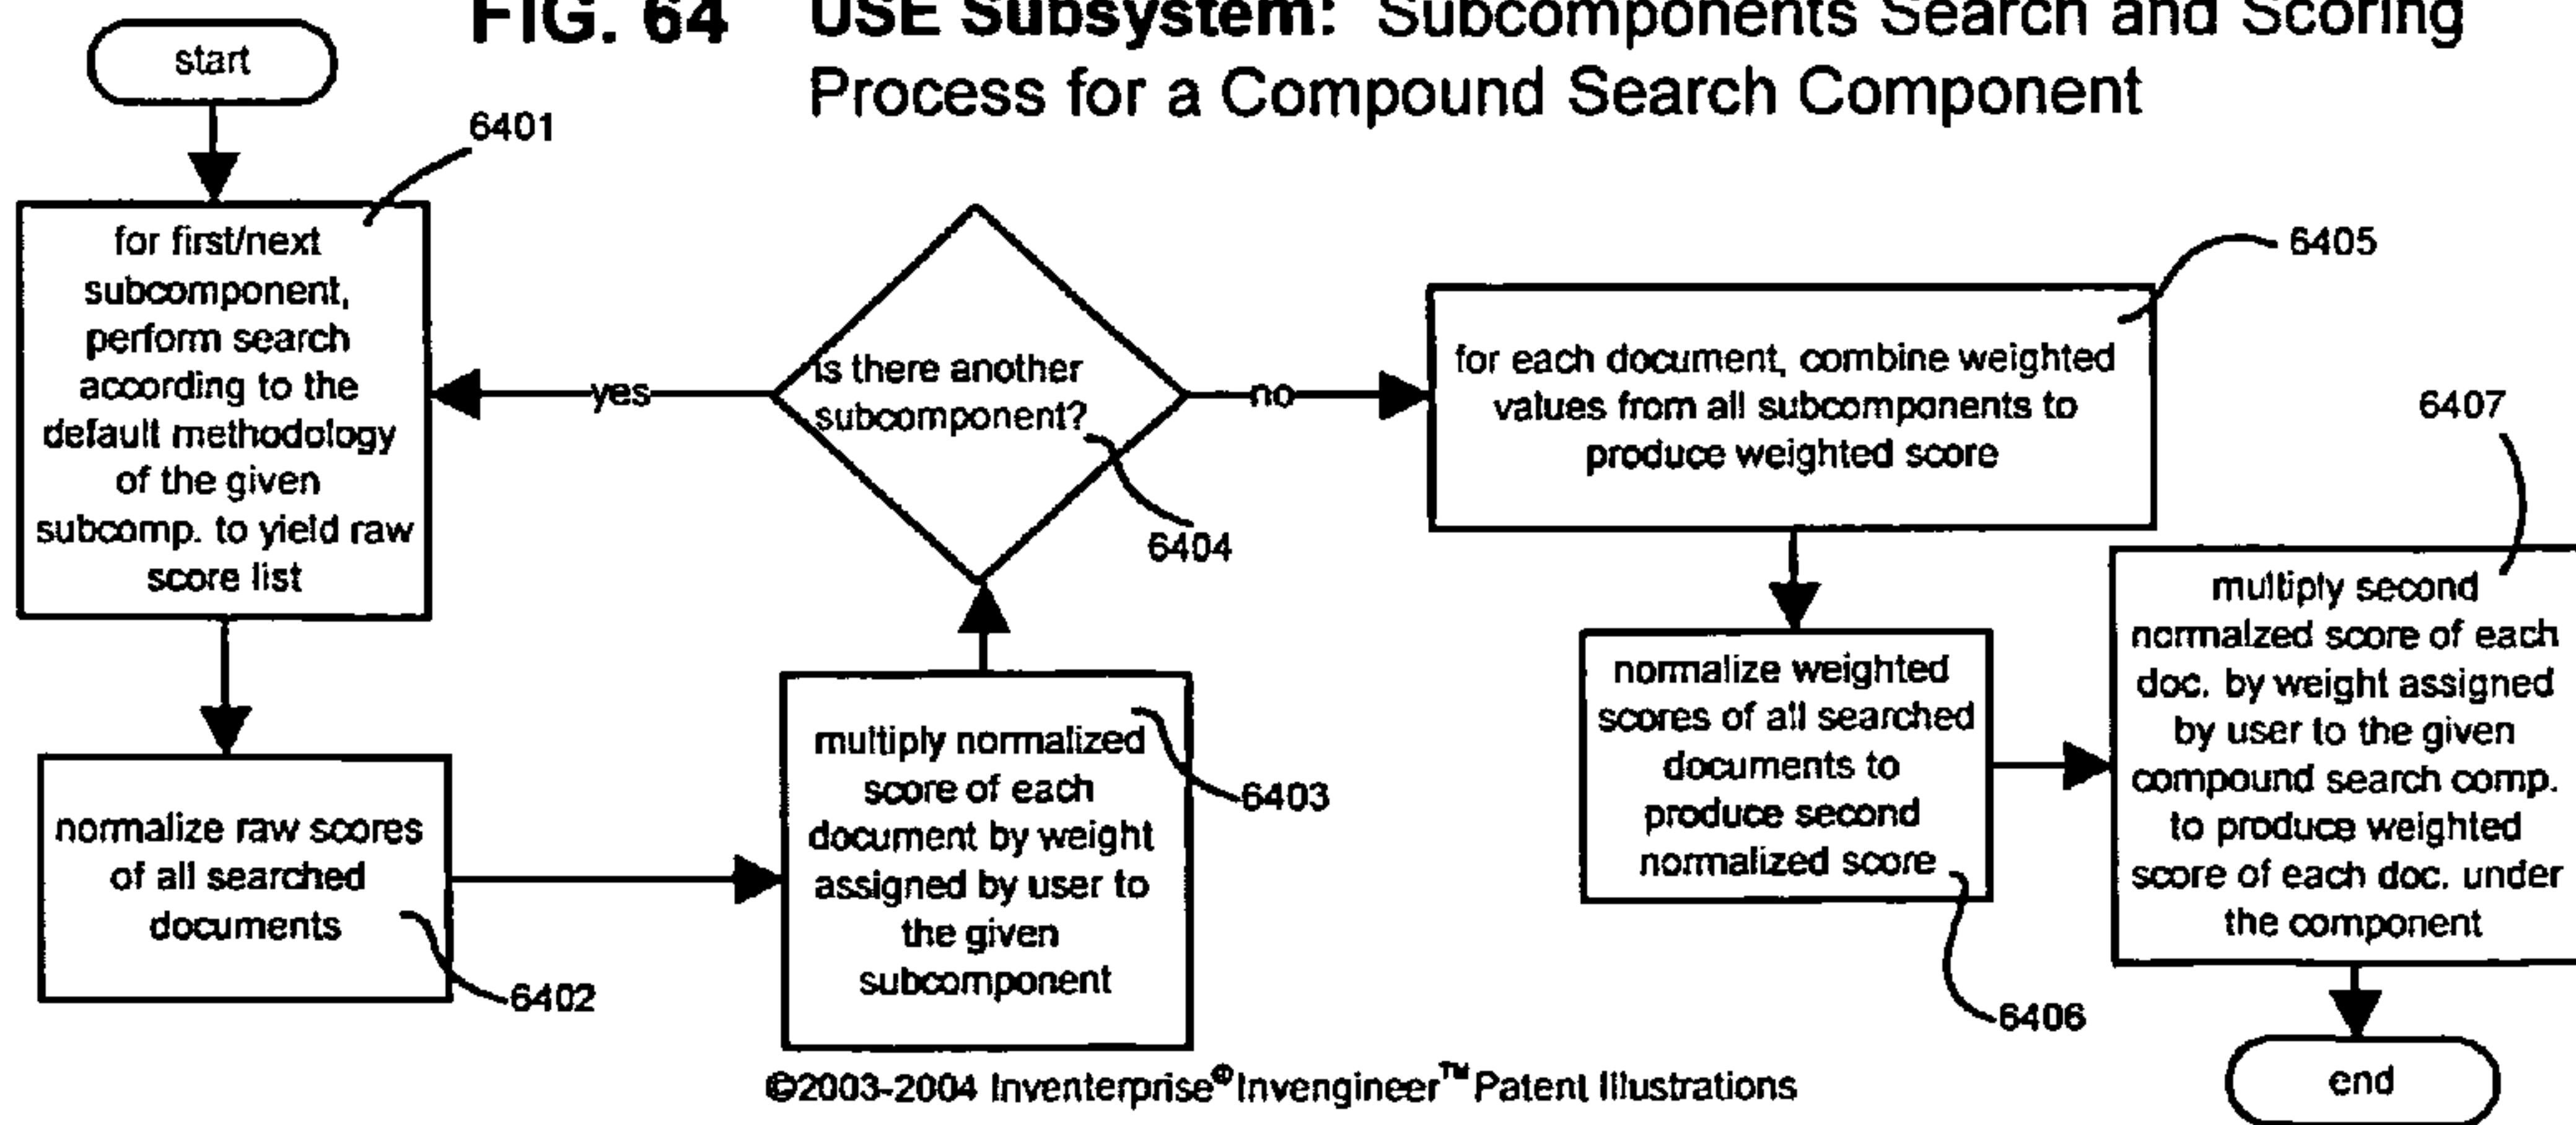 FIG. 64 USE Subsystem: Subcomponents Search and Scoring
Process for a Compound Search Component
start
6401
for first/next
subcomponent,
perform search
according to the
default methodology
of the given
subcomp. to yield raw
score list
normalize raw scores
of all searched
documents
6402
multiply normalized
score of each
document by weight
assigned by user to
the given
subcomponent
6403
is there another
subcomponent?
6404
yes
no
for each document, combine weighted
values from all subcomponents to
produce weighted score
6405
normalize weighted
scores of all searched
documents to
produce second
normalized score
6406
6407
multiply second
normalzed score of each
doc. by weight assigned
by user to the given
compound search comp.
to produce weighted
score of each doc. under
the component
end
©2003-2004 Inventerprise® Invengineer™ Patent Illustrations